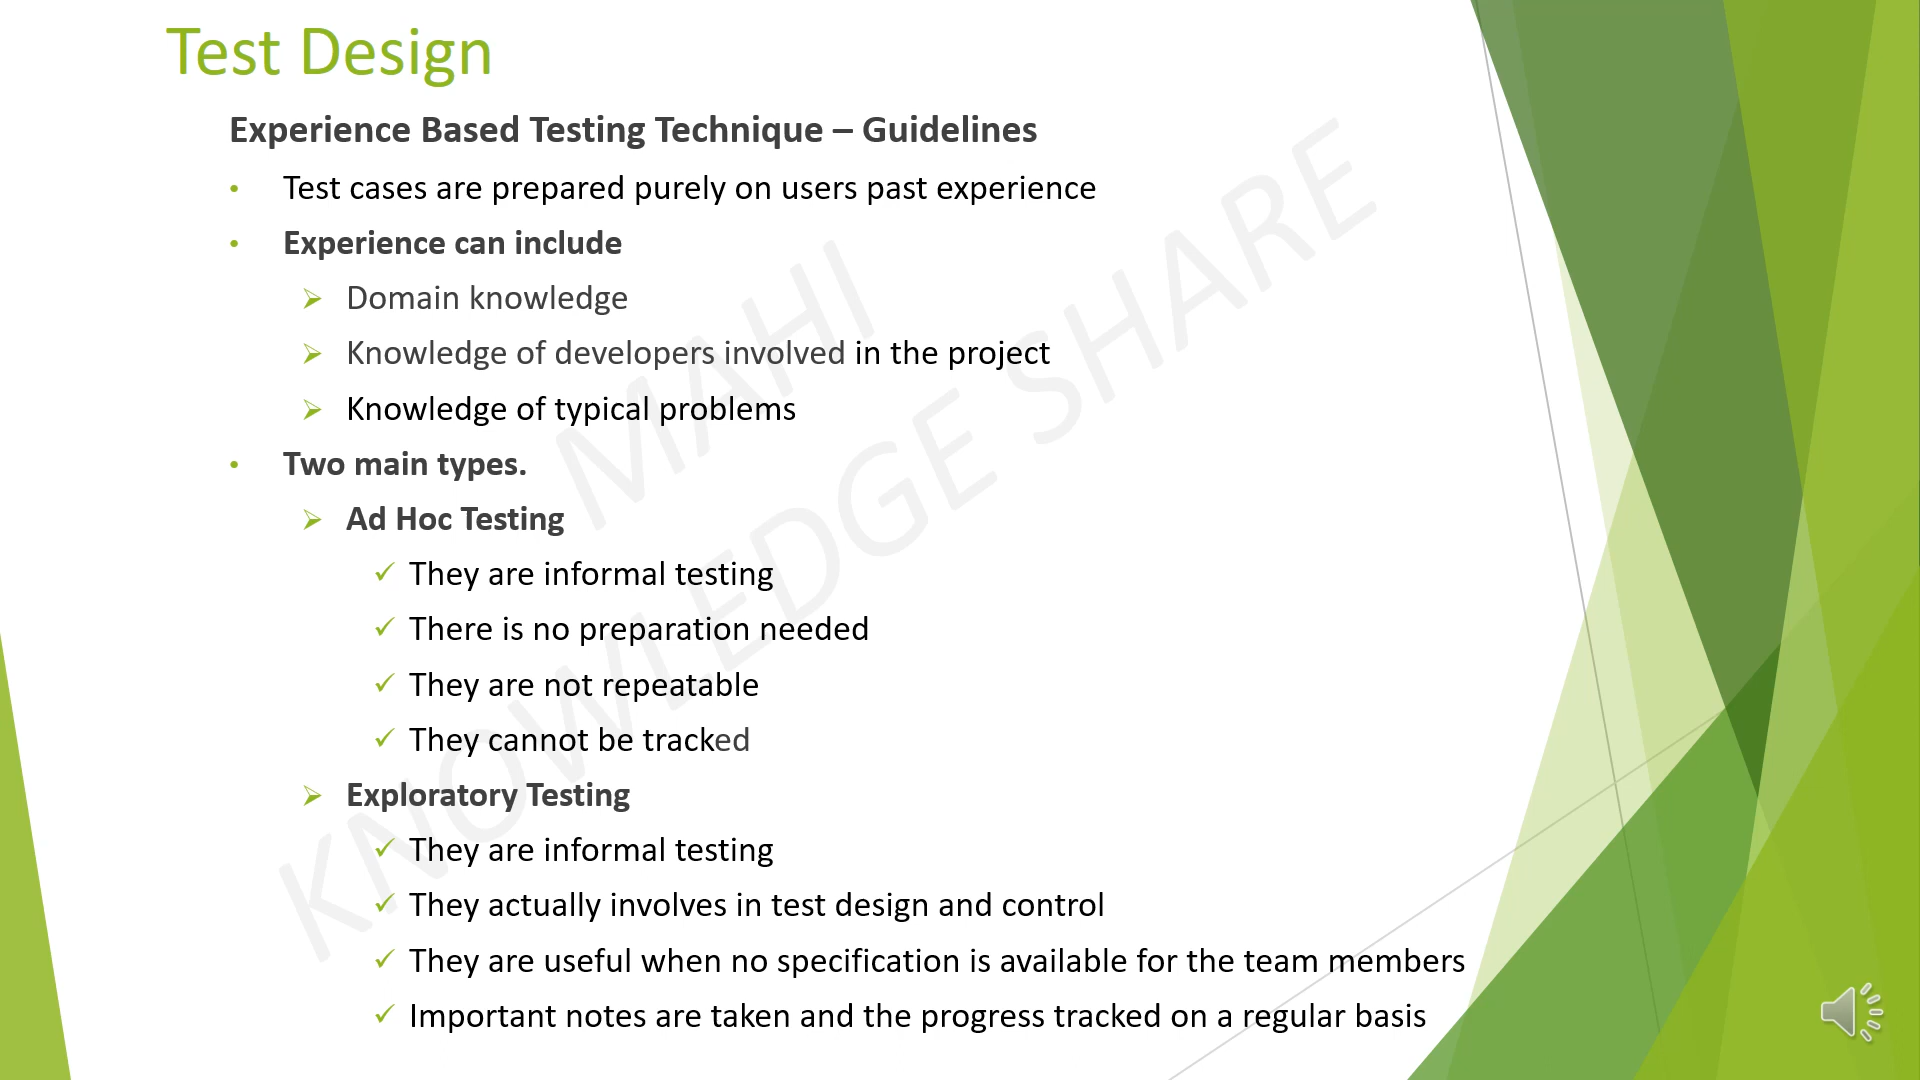 Test Design
Experience Based Testing Technique – Guidelines
• Test cases are prepared purely on users past experience
• Experience can include
➢ Domain knowledge
➢ Knowledge of developers involved in the project
➢ Knowledge of typical problems
• Two main types.
➢ Ad Hoc Testing
✓ They are informal testing
✓ There is no preparation needed
✓ They are not repeatable
✓ They cannot be tracked
➢ Exploratory Testing
✓ They are informal testing
✓ They actually involves in test design and control
✓ They are useful when no specification is available for the team members
✓ Important notes are taken and the progress tracked on a regular basis
MAHI
KNOWLEDGE SHARE